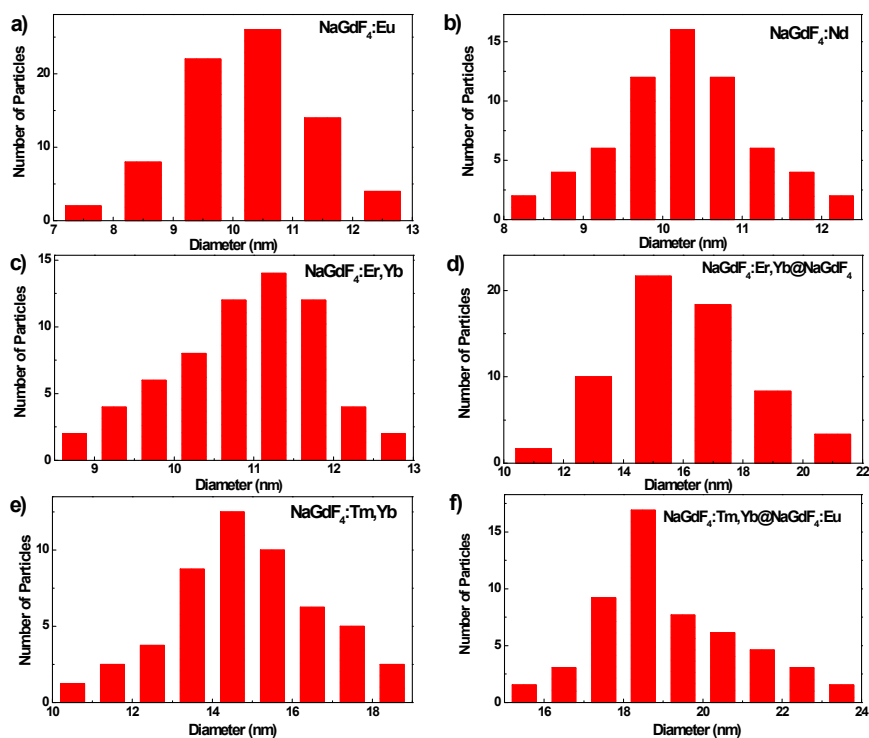 a)
NaGdF₄:Eu
Number of Particles
20
10
0
7 8 9 10 11 12 13
Diameter (nm)
b)
NaGdF₄:Nd
Number of Particles
15
10
5
0
8 9 10 11 12
Diameter (nm)
c)
NaGdF₄:Er,Yb
Number of Particles
15
10
5
0
9 10 11 12 13
Diameter (nm)
d)
NaGdF₄:Er,Yb@NaGdF₄
Number of Particles
20
10
0
10 12 14 16 18 20 22
Diameter (nm)
e)
NaGdF₄:Tm,Yb
Number of Particles
10
5
0
10 12 14 16 18
Diameter (nm)
f)
NaGdF₄:Tm,Yb@NaGdF₄:Eu
Number of Particles
15
10
5
0
16 18 20 22 24
Diameter (nm)